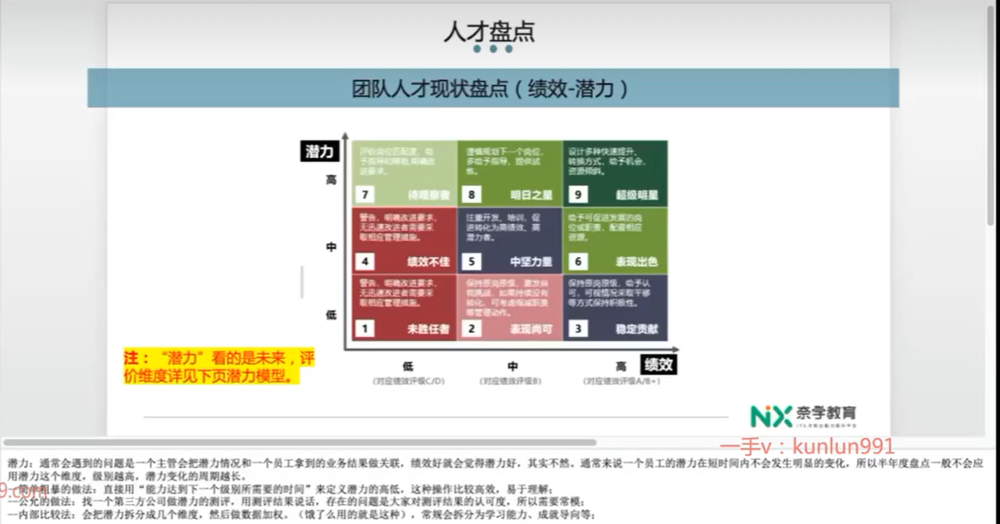 人才盘点
团队人才现状盘点（绩效-潜力）
潜力
高
中
低
评估岗位匹配度，给
予指导和帮助,明确改
进要求。
7 待观察者
谨慎规划下一个岗位，
多给予指导，提供试
炼。
8 明日之星
设计多种快速提升、
转换方式，给予机会、
资源倾斜。
9 超级明星
警告，明确改进要求，
无迅速改进者需要采
取相应管理措施。
4 绩效不佳
注重开发、培训，促
进转化为高绩效、高
潜力者。
5 中坚力量
给予可促进发展的岗
位或职责，配置相应
资源。
6 表现出色
警告，明确改进要求，
无迅速改进者需要采
取相应管理措施。
1 未胜任者
保持原岗原级，激发自
我挑战，如果持续没有
转化，可考虑缩减职责
等管理动作。
2 表现尚可
保持原岗原级，给予认
可，可视情况采取平移
等方式保持积极性。
3 稳定贡献
低
中
高
绩效
(对应绩效评级C/D)
(对应绩效评级B)
(对应绩效评级A/B+)
注：“潜力”看的是未来，评
价维度详见下页潜力模型。
NX 奈学教育
一手v：kunlun991
潜力：通常会遇到的问题是一个主管会把潜力情况和一个员工拿到的业务结果做关联，绩效好就会觉得潜力好，其实不然。通常来说一个员工的潜力在短时间内不会发生明显的变化，所以半年度盘点一般不会应
用潜力这个维度，级别越高，潜力变化的周期越长。
—简单粗暴的做法：直接用“能力达到下一个级别所需要的时间”来定义潜力的高低，这种操作比较高效，易于理解；
—公允的做法：找一个第三方公司做潜力的测评，用测评结果说话，存在的问题是大家对测评结果的认可度，所以需要常模；
—内部比较法：会把潜力拆分成几个维度，然后做数据加权。（饿了么用的就是这种），常规会拆分为学习能力、成就导向等；
9.com